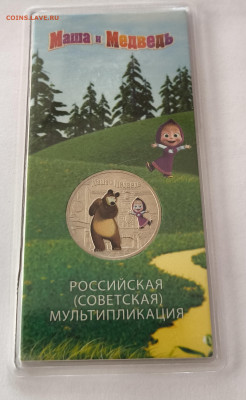 COINS.LAVE.RU
Маша и Медведь
РОССИЙСКАЯ
(СОВЕТСКАЯ)
МУЛЬТИПЛИКАЦИЯ